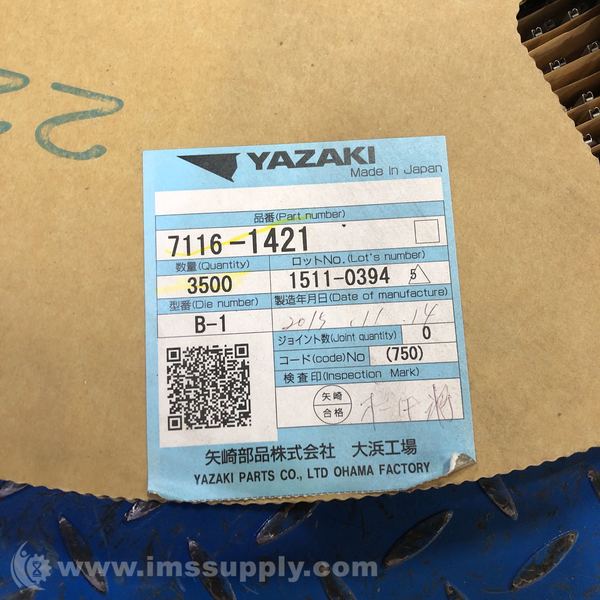 YAZAKI
Made In Japan
品番(Part number)
7116-1421
数量(Quantity)
ロットNo.(Lot's number)
3500
1511-0394 5
型番(Die number)
製造年月日(Date of manufacture)
B-1
2015.11.14
ジョイント数(Joint quantity) 0
コード(code)No (750)
検査印(Inspection Mark)
矢崎
合格
矢崎部品株式会社 大浜工場
YAZAKI PARTS CO., LTD OHAMA FACTORY
© www.imssupply.com